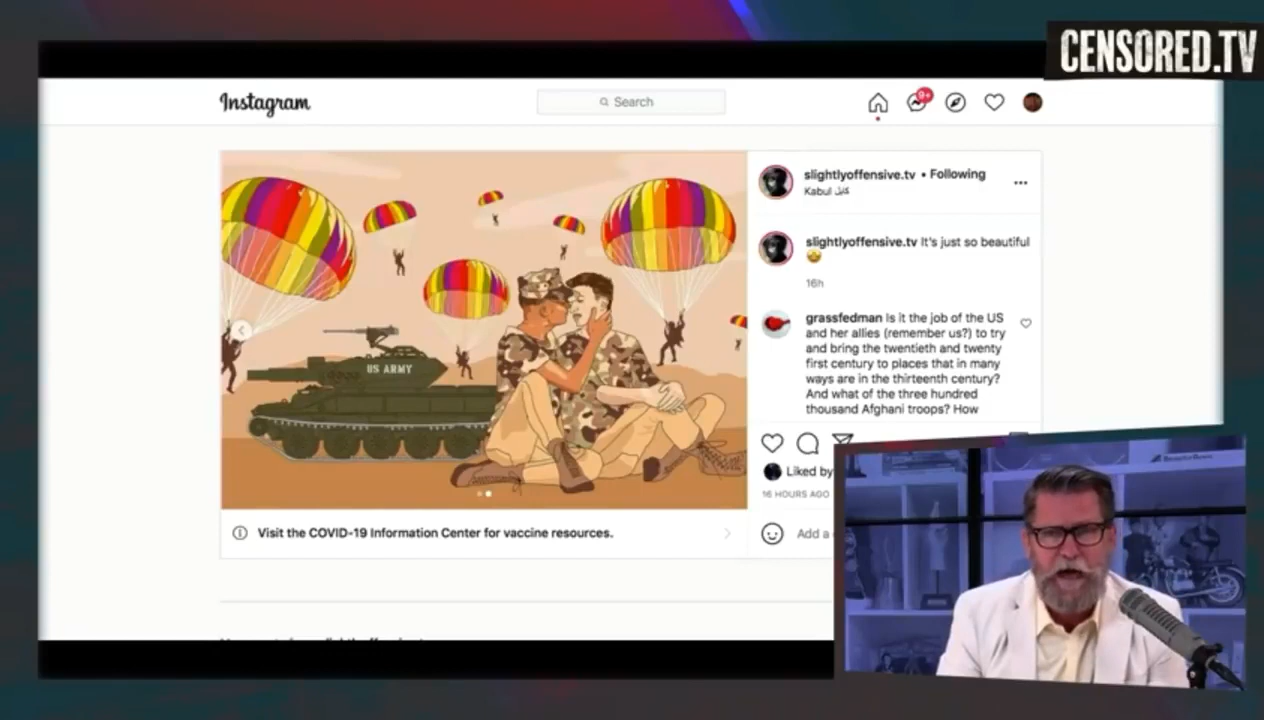 CENSORED.TV
Instagram
Search
9+
slightlyoffensive.tv • Following
Kabul کابل
slightlyoffensive.tv It's just so beautiful
16h
grassfedman Is it the job of the US
and her allies (remember us?) to try
and bring the twentieth and twenty
first century to places that in many
ways are in the thirteenth century?
And what of the three hundred
thousand Afghani troops? How
US ARMY
Liked by
16 HOURS AGO
Visit the COVID-19 Information Center for vaccine resources.
Add a